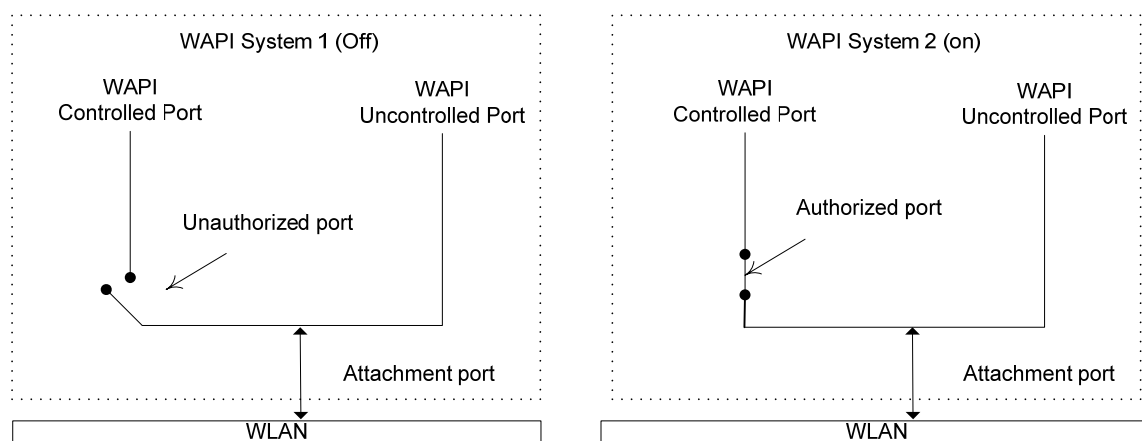 WAPI System 1 (Off)
WAPI
Controlled Port
WAPI
Uncontrolled Port
Unauthorized port
Attachment port
WLAN
WAPI System 2 (on)
WAPI
Controlled Port
WAPI
Uncontrolled Port
Authorized port
Attachment port
WLAN